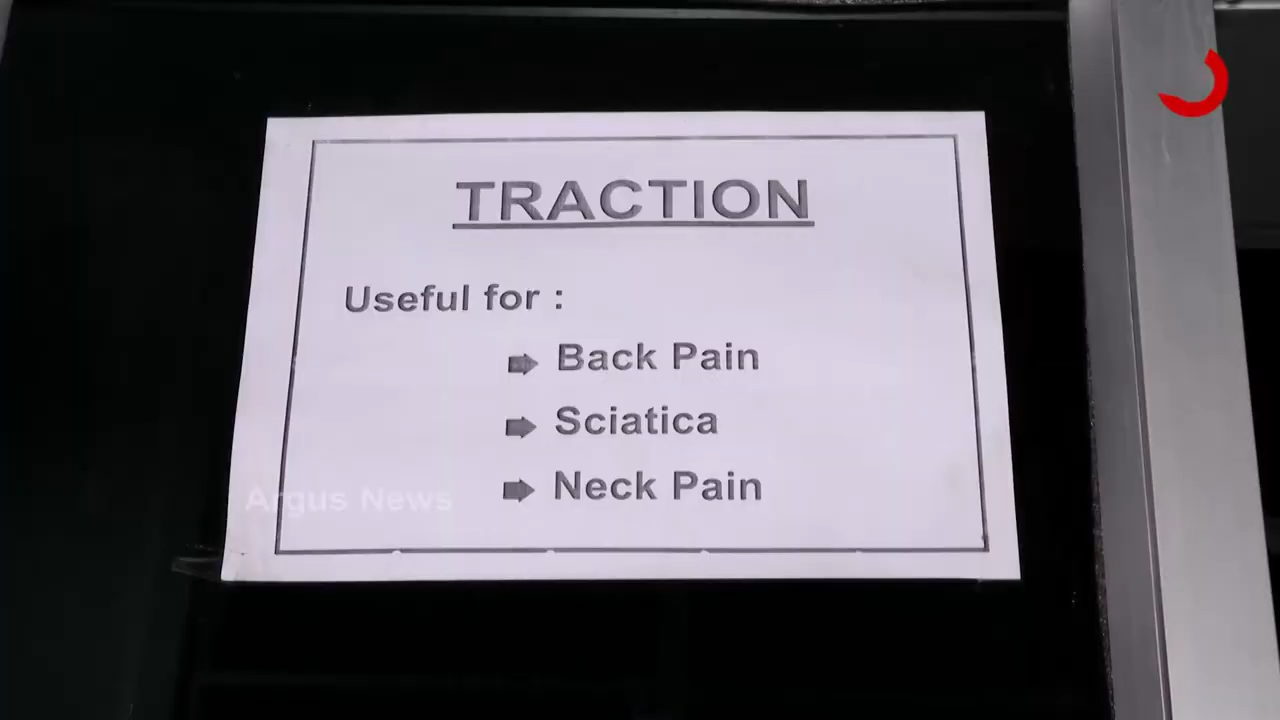 TRACTION
Useful for :
Back Pain
Sciatica
Neck Pain
Argus News